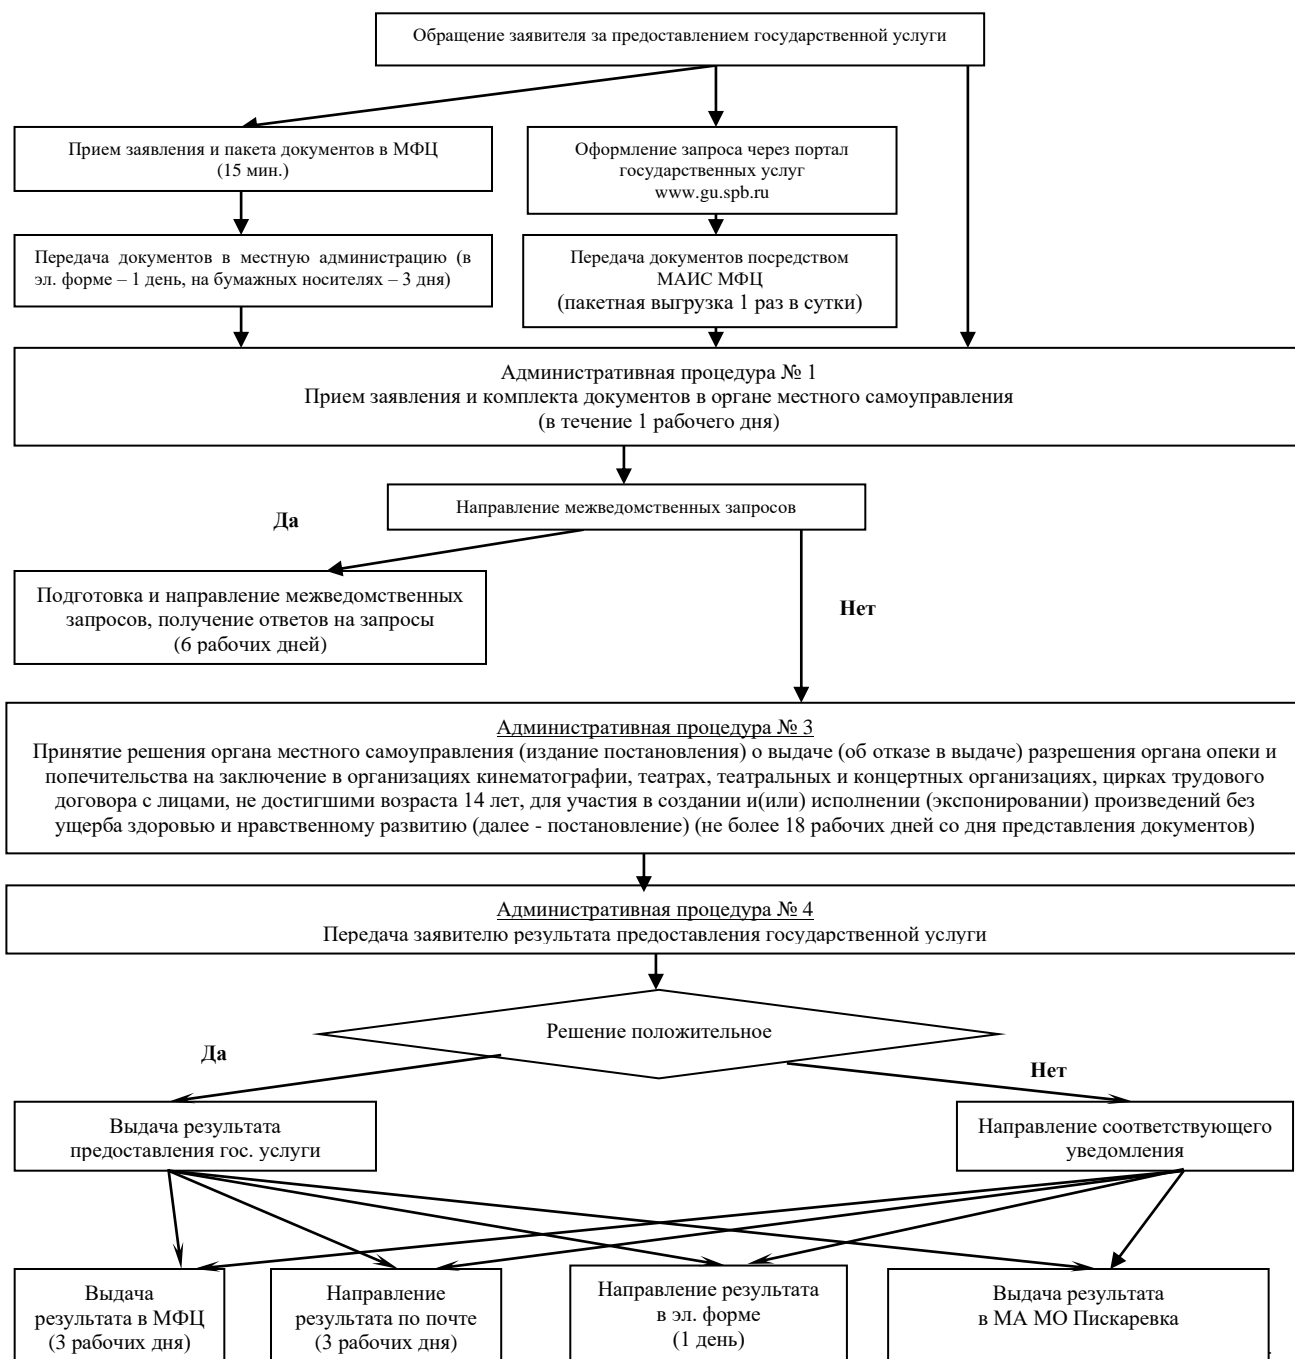 Обращение заявителя за предоставлением государственной услуги
Прием заявления и пакета документов в МФЦ
(15 мин.)
Оформление запроса через портал
государственных услуг
www.gu.spb.ru
Передача документов в местную администрацию (в
эл. форме – 1 день, на бумажных носителях – 3 дня)
Передача документов посредством
МАИС МФЦ
(пакетная выгрузка 1 раз в сутки)
Административная процедура № 1
Прием заявления и комплекта документов в органе местного самоуправления
(в течение 1 рабочего дня)
Направление межведомственных запросов
Да
Подготовка и направление межведомственных
запросов, получение ответов на запросы
(6 рабочих дней)
Нет
Административная процедура № 3
Принятие решения органа местного самоуправления (издание постановления) о выдаче (об отказе в выдаче) разрешения органа опеки и
попечительства на заключение в организациях кинематографии, театрах, театральных и концертных организациях, цирках трудового
договора с лицами, не достигшими возраста 14 лет, для участия в создании и(или) исполнении (экспонировании) произведений без
ущерба здоровью и нравственному развитию (далее - постановление) (не более 18 рабочих дней со дня представления документов)
Административная процедура № 4
Передача заявителю результата предоставления государственной услуги
Решение положительное
Да
Нет
Выдача результата
предоставления гос. услуги
Направление соответствующего
уведомления
Выдача
результата в МФЦ
(3 рабочих дня)
Направление
результата по почте
(3 рабочих дня)
Направление результата
в эл. форме
(1 день)
Выдача результата
в МА МО Пискаревка